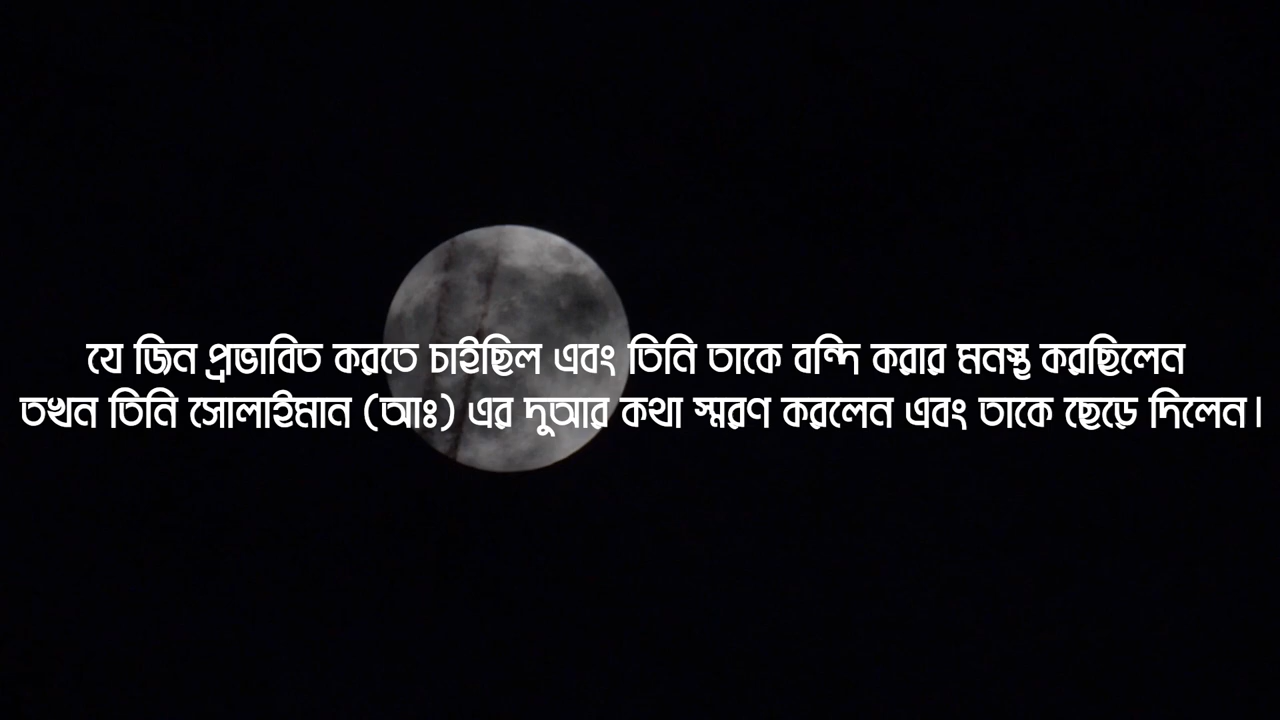 যে জিন প্রভাবিত করতে চাইছিল এবং তিনি তাকে বন্দি করার মনস্থ করছিলেন
তখন তিনি সোলাইমান (আঃ) এর দুআর কথা স্মরণ করলেন এবং তাকে ছেড়ে দিলেন।